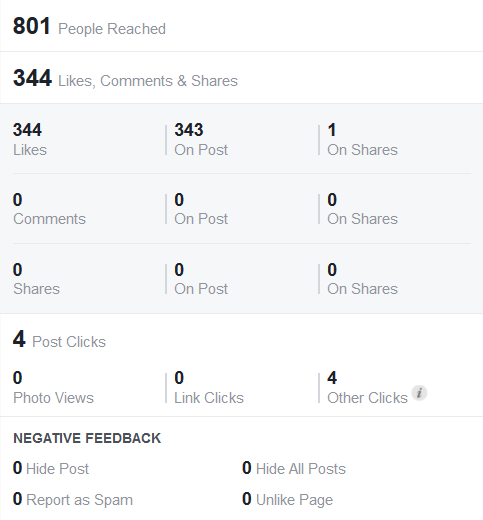 801 People Reached
344 Likes, Comments & Shares
344 343 1
Likes On Post On Shares
0 0 0
Comments On Post On Shares
0 0 0
Shares On Post On Shares
4 Post Clicks
0 0 4
Photo Views Link Clicks Other Clicks i
NEGATIVE FEEDBACK
0 Hide Post 0 Hide All Posts
0 Report as Spam 0 Unlike Page